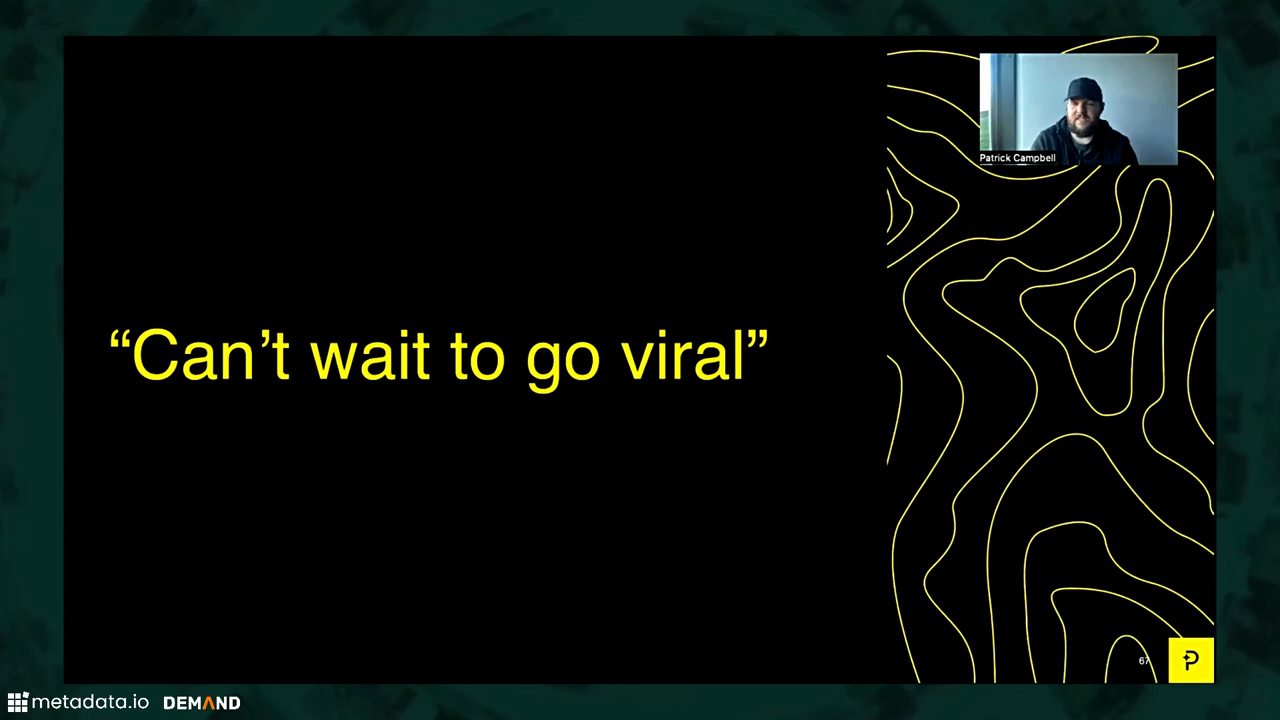 Patrick Campbell
“Can’t wait to go viral”
67
metadata.io DEMAND